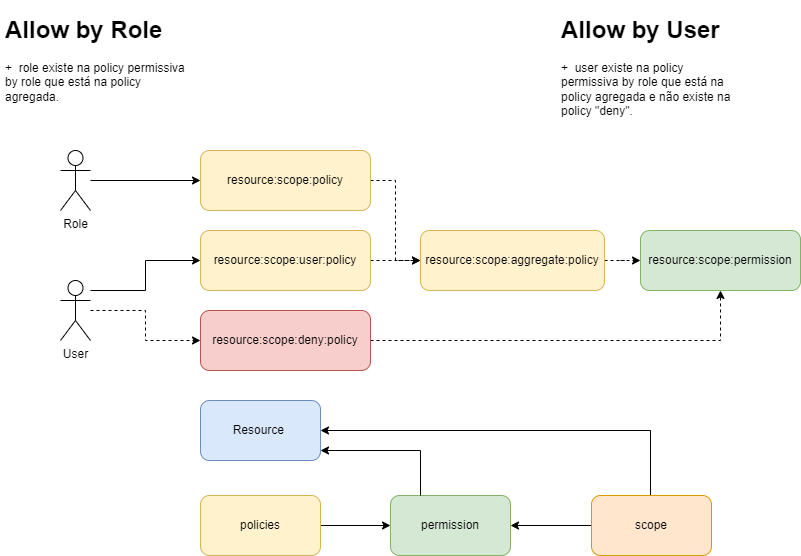 Allow by Role
+ role existe na policy permissiva
by role que está na policy
agregada.
Allow by User
+ user existe na policy
permissiva by role que está na
policy agregada e não existe na
policy "deny".
Role
resource:scope:policy
User
resource:scope:user:policy
resource:scope:aggregate:policy
resource:scope:permission
resource:scope:deny:policy
Resource
policies
permission
scope